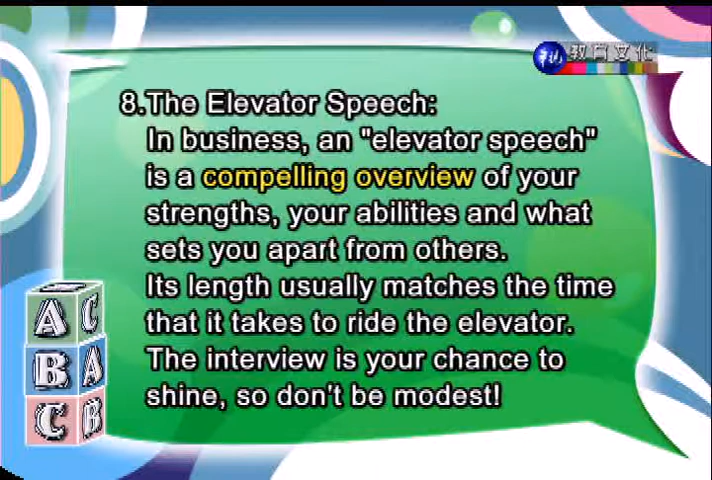 教育文化
8.The Elevator Speech:
In business, an "elevator speech"
is a compelling overview of your
strengths, your abilities and what
sets you apart from others.
Its length usually matches the time
that it takes to ride the elevator.
The interview is your chance to
shine, so don't be modest!
A C
B A
C B